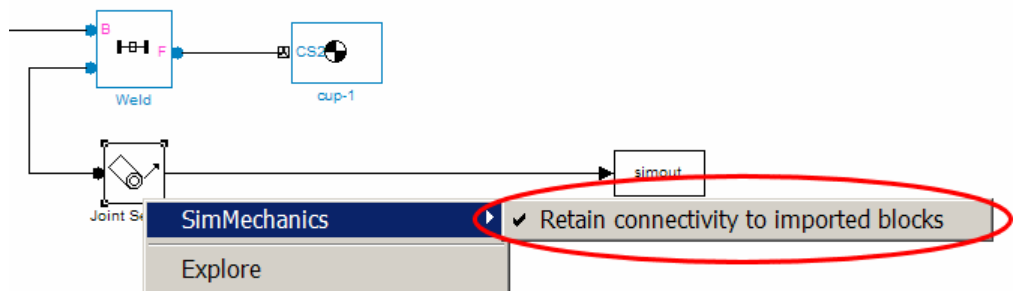 B
F
CS2
Weld
cup-1
simout
Joint Se
SimMechanics
✔ Retain connectivity to imported blocks
Explore